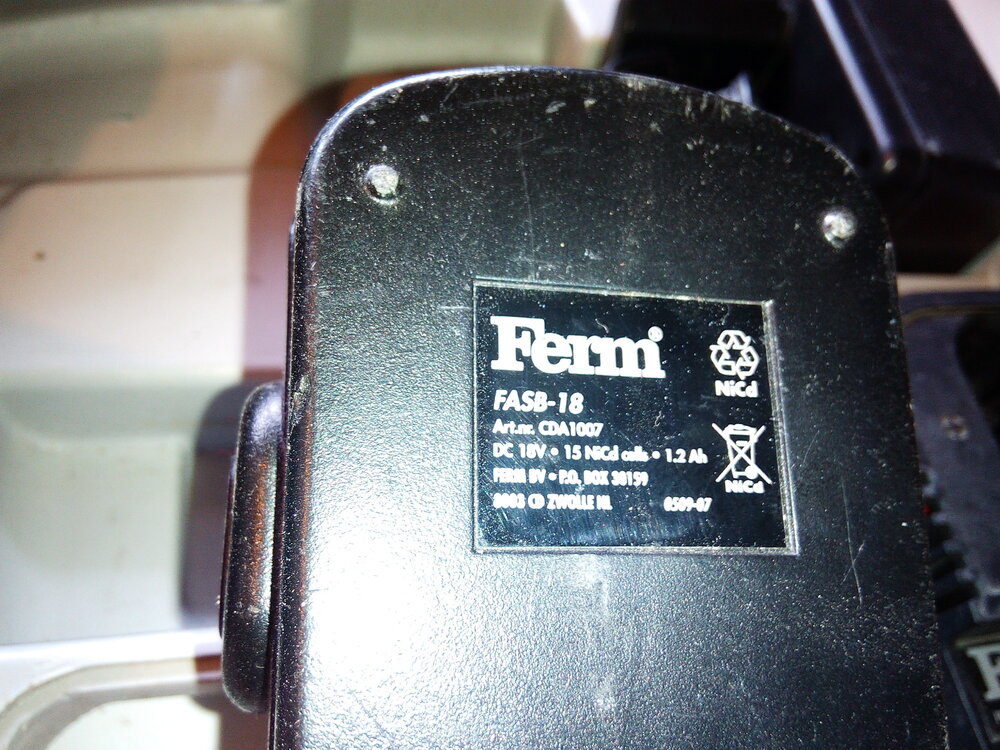 Ferm®
NiCd
FASB-18
Art.nr. CDA1007
DC 18V • 15 NiCd cells • 1.2 Ah
FERM BV • P.O. BOX 30159
8003 CD ZWOLLE NL
0509-07
NiCd